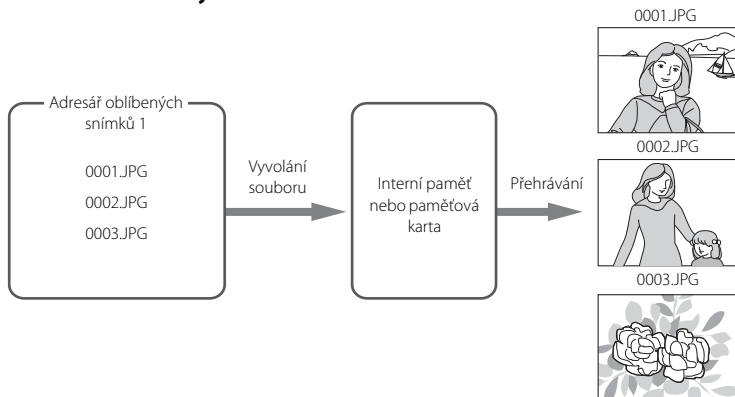 Adresář oblíbených
snímků 1
0001.JPG
0002.JPG
0003.JPG
Vyvolání
souboru
Interní paměť
nebo paměťová
karta
Přehrávání
0001.JPG
0002.JPG
0003.JPG